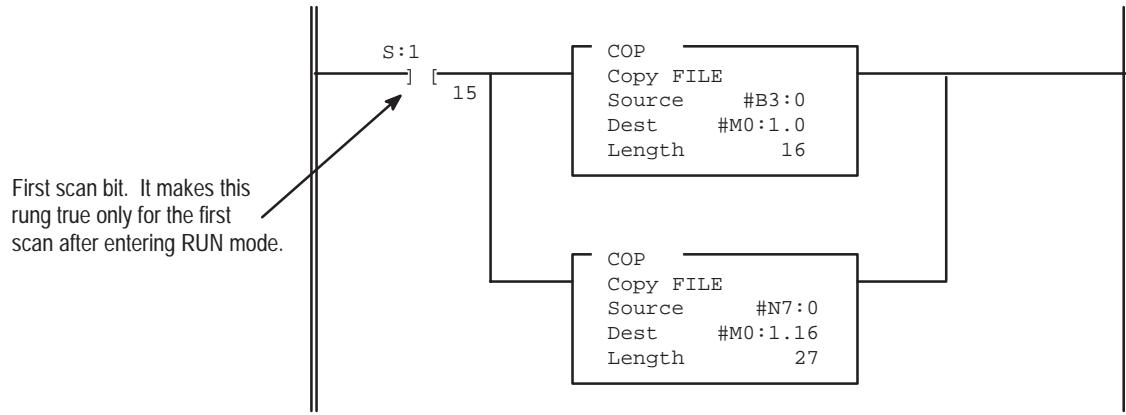 S:1
] [
15
COP
Copy FILE
Source #B3:0
Dest #M0:1.0
Length 16
First scan bit. It makes this
rung true only for the first
scan after entering RUN mode.
COP
Copy FILE
Source #N7:0
Dest #M0:1.16
Length 27